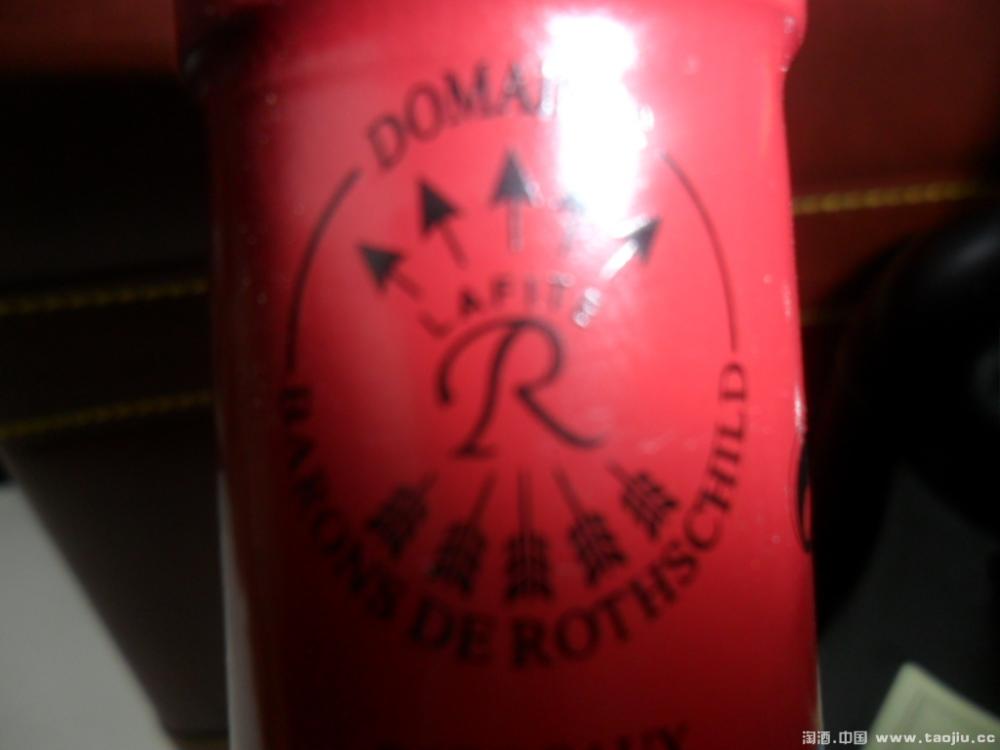 LAFITE
R
BARONS DE ROTHSCHILD
淘酒.中国 www.taojiu.cc